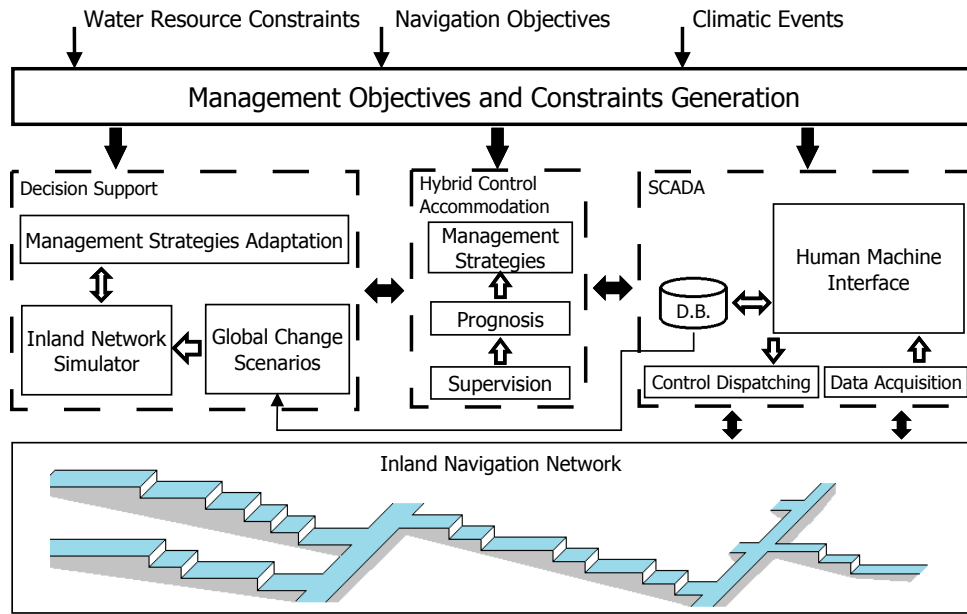 Water Resource Constraints
Navigation Objectives
Climatic Events
Management Objectives and Constraints Generation
Decision Support
Management Strategies Adaptation
Inland Network
Simulator
Global Change
Scenarios
Hybrid Control
Accommodation
Management
Strategies
Prognosis
Supervision
SCADA
Human Machine
Interface
D.B.
Control Dispatching
Data Acquisition
Inland Navigation Network